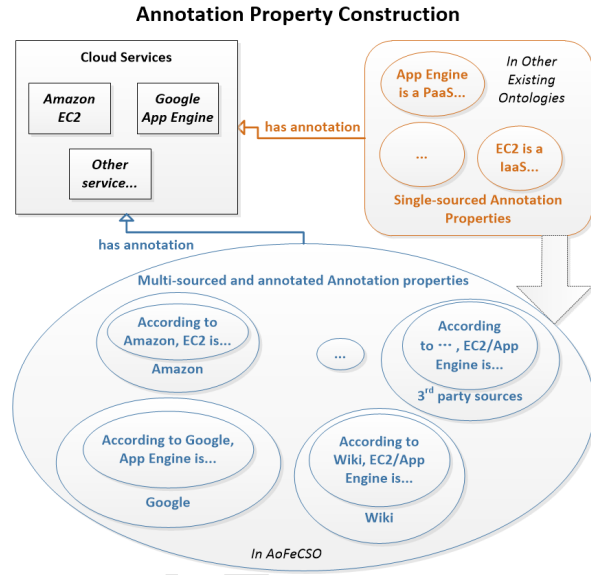 Annotation Property Construction
Cloud Services
Amazon
EC2
Google
App Engine
Other
service...
has annotation
App Engine
is a PaaS...
In Other
Existing
Ontologies
...
EC2 is a
IaaS...
Single-sourced Annotation
Properties
has annotation
Multi-sourced and annotated Annotation properties
According to
Amazon, EC2 is...
Amazon
...
According
to ··· , EC2/App
Engine is...
3rd party sources
According to Google,
App Engine is...
Google
According to
Wiki, EC2/App
Engine is...
Wiki
In AoFeCSO